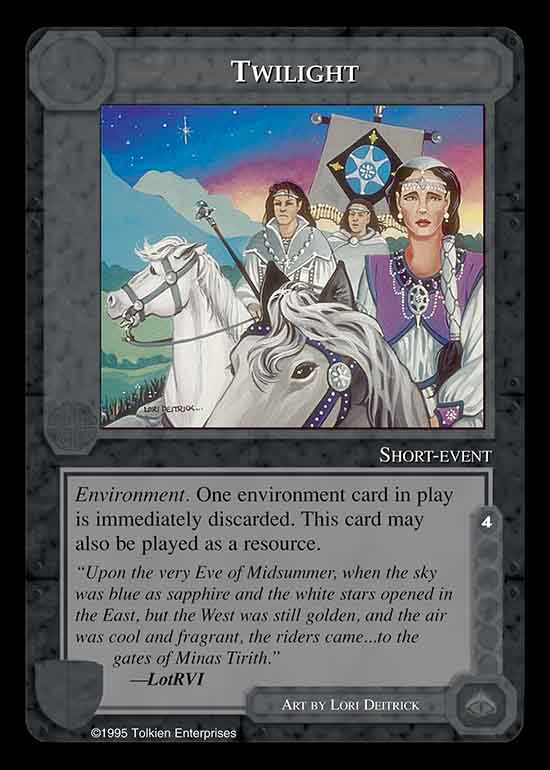 Twilight
LORI DEITRICK...
Short-event
Environment. One environment card in play
is immediately discarded. This card may
also be played as a resource.
4
“Upon the very Eve of Midsummer, when the sky
was blue as sapphire and the white stars opened in
the East, but the West was still golden, and the air
was cool and fragrant, the riders came...to the
gates of Minas Tirith.”
—LotRVI
Art by Lori Deitrick
©1995 Tolkien Enterprises